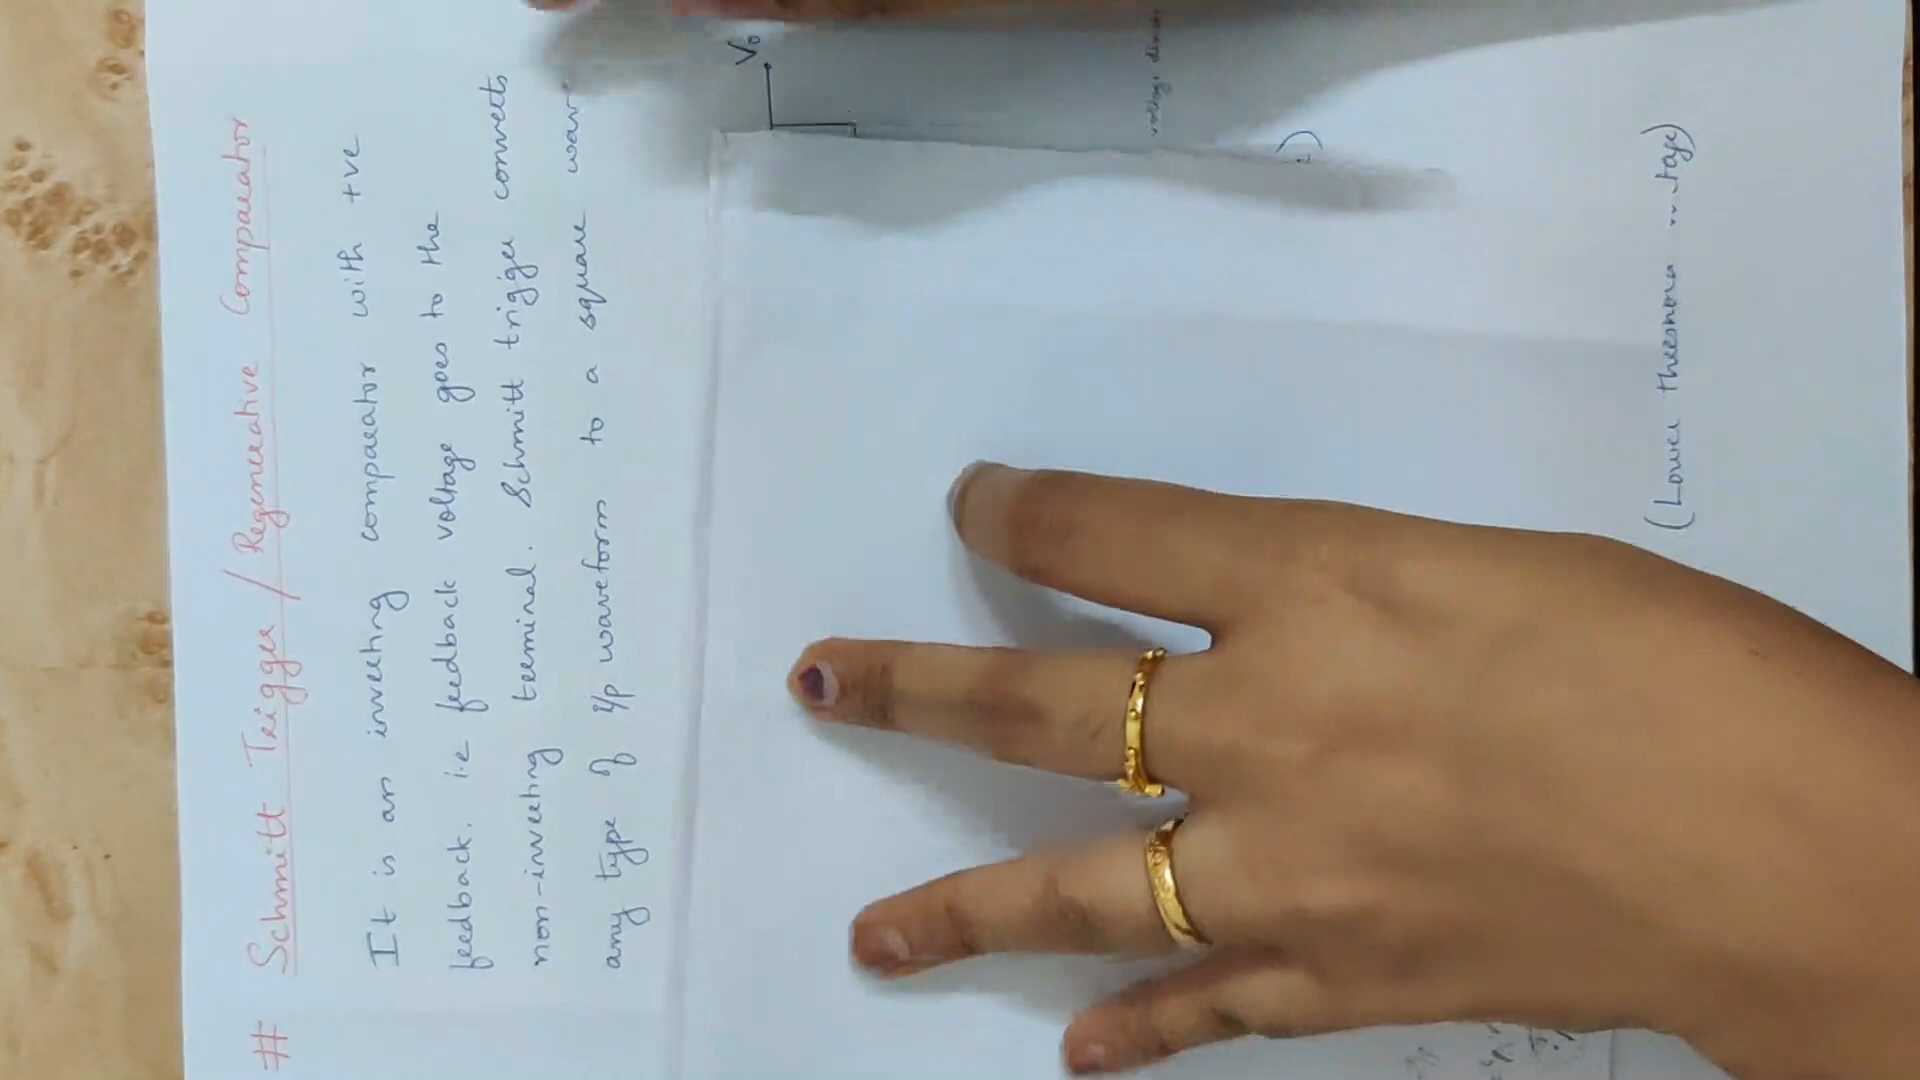 # Schmitt Trigger / Regenerative Comparator
It is an inverting comparator with +ve
feedback. i.e feedback voltage goes to the
non-inverting terminal. Schmitt trigger converts
any type of i/p waveform to a square wave
Vo
voltage
(Lower threshold voltage)